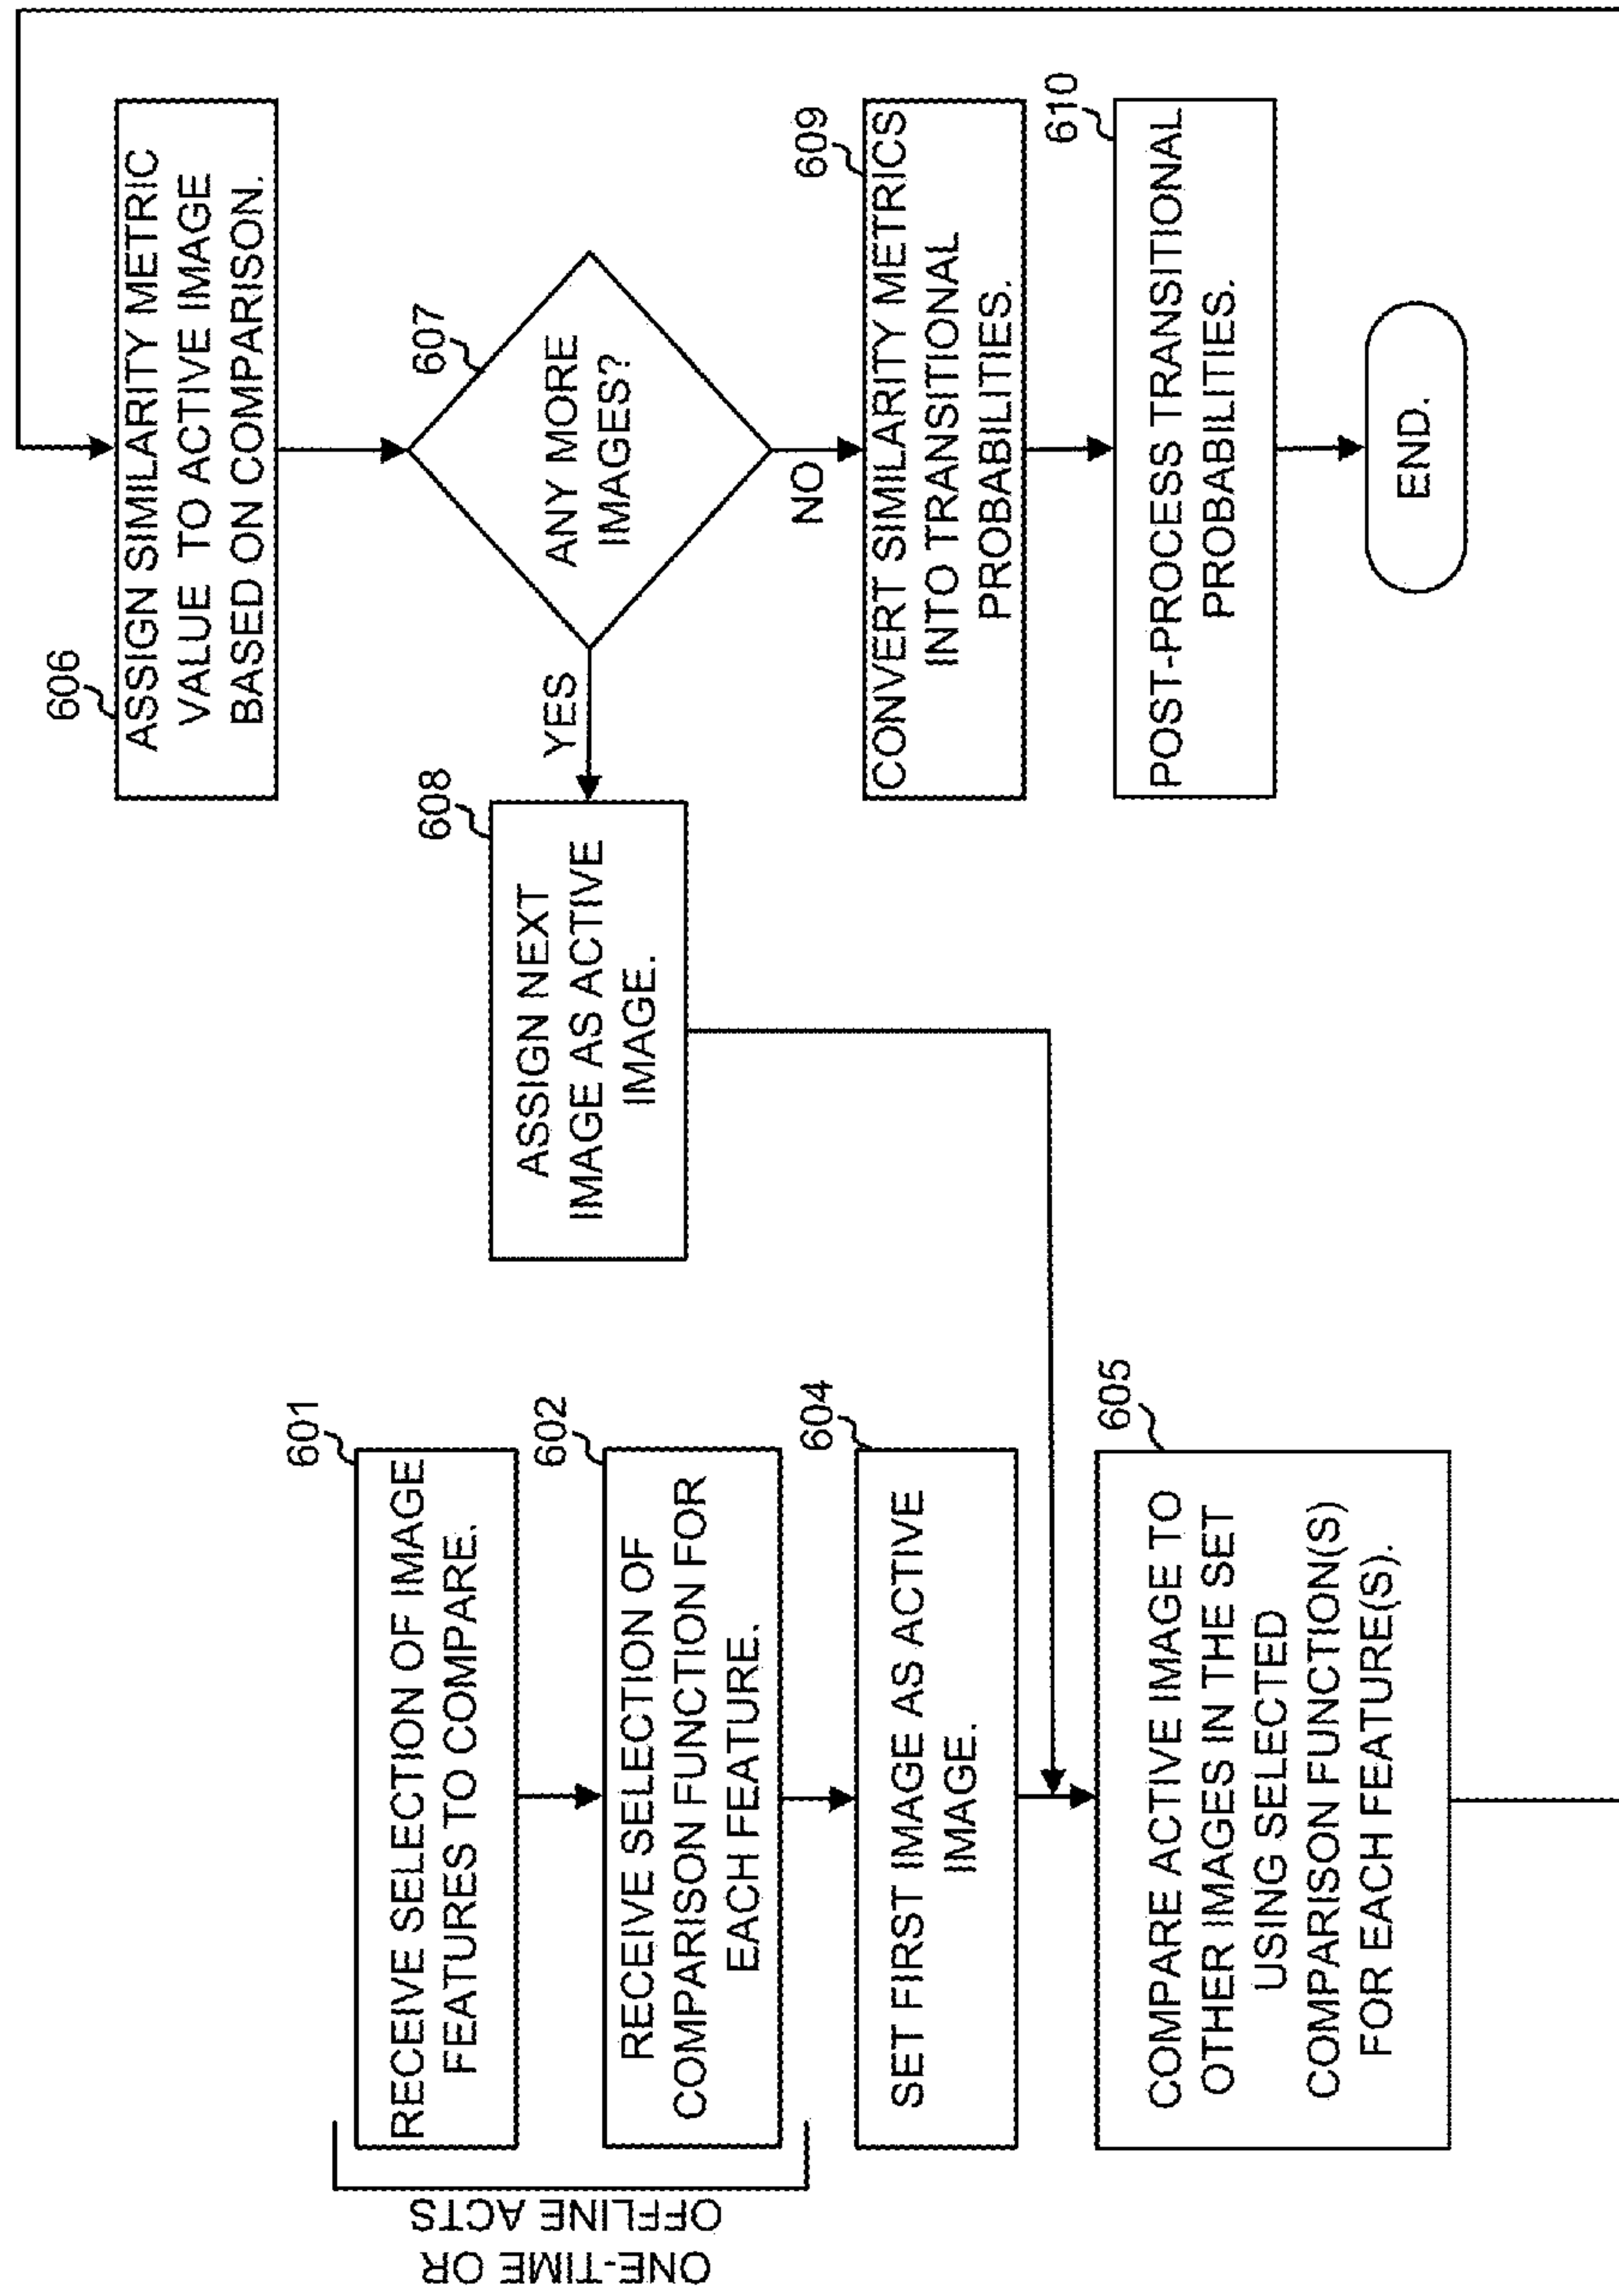 ONE-TIME OR
OFFLINE ACTS
601
RECEIVE SELECTION OF IMAGE
FEATURES TO COMPARE.
602
RECEIVE SELECTION OF
COMPARISON FUNCTION FOR
EACH FEATURE.
604
SET FIRST IMAGE AS ACTIVE
IMAGE.
605
COMPARE ACTIVE IMAGE TO
OTHER IMAGES IN THE SET
USING SELECTED
COMPARISON FUNCTION(S)
FOR EACH FEATURE(S).
606
ASSIGN SIMILARITY METRIC
VALUE TO ACTIVE IMAGE
BASED ON COMPARISON.
607
ANY MORE
IMAGES?
YES
608
ASSIGN NEXT
IMAGE AS ACTIVE
IMAGE.
NO
609
CONVERT SIMILARITY METRICS
INTO TRANSITIONAL
PROBABILITIES.
610
POST-PROCESS TRANSITIONAL
PROBABILITIES.
END.